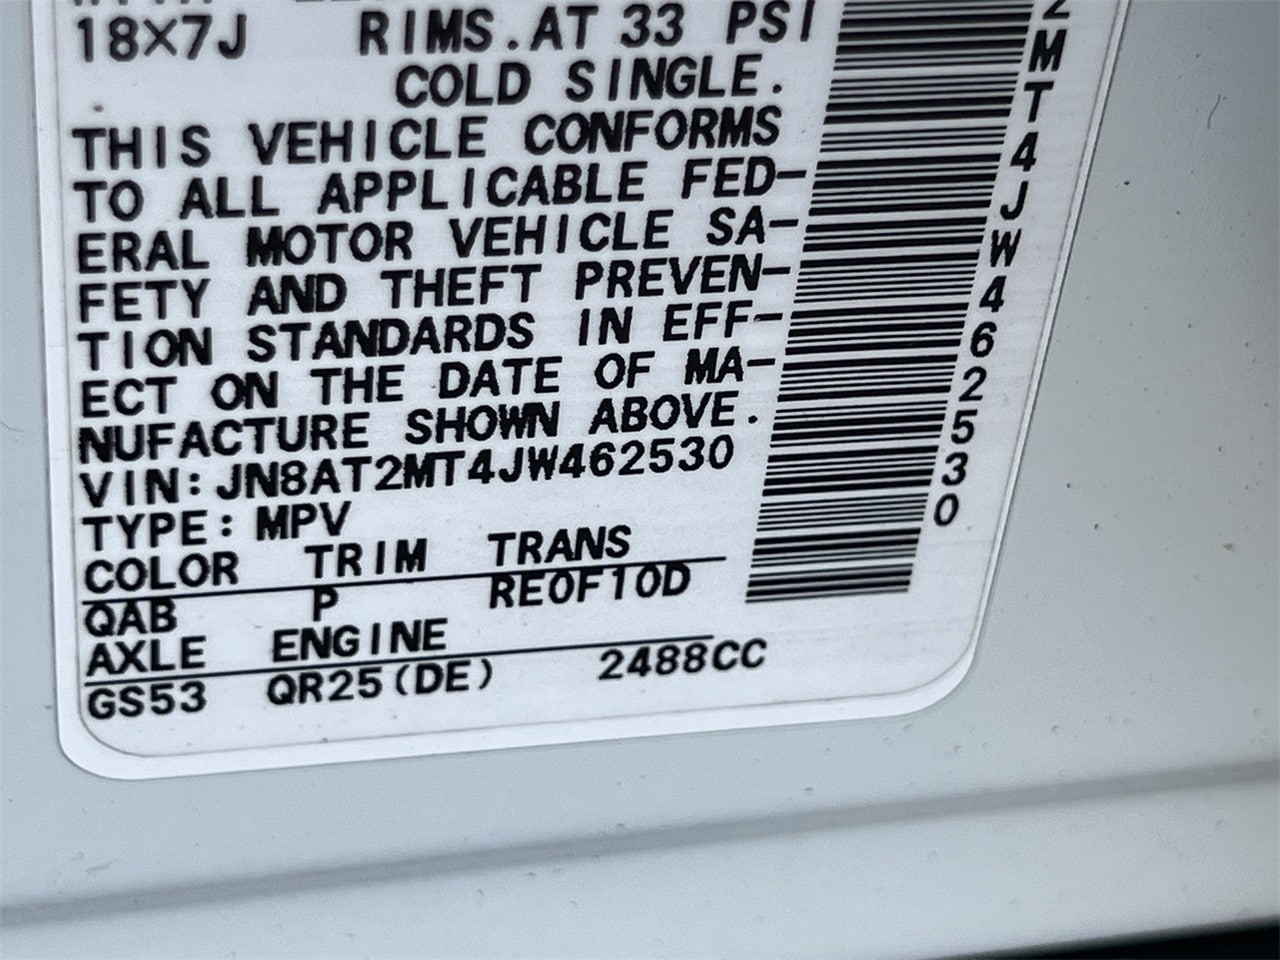 18X7J RIMS.AT 33 PSI
COLD SINGLE.
THIS VEHICLE CONFORMS
TO ALL APPLICABLE FED-
ERAL MOTOR VEHICLE SA-
FETY AND THEFT PREVEN-
TION STANDARDS IN EFF-
ECT ON THE DATE OF MA-
NUFACTURE SHOWN ABOVE.
VIN:JN8AT2MT4JW462530
TYPE:MPV
COLOR TRIM TRANS
QAB P RE0F10D
AXLE ENGINE
GS53 QR25(DE) 2488CC
2MT4JW462530